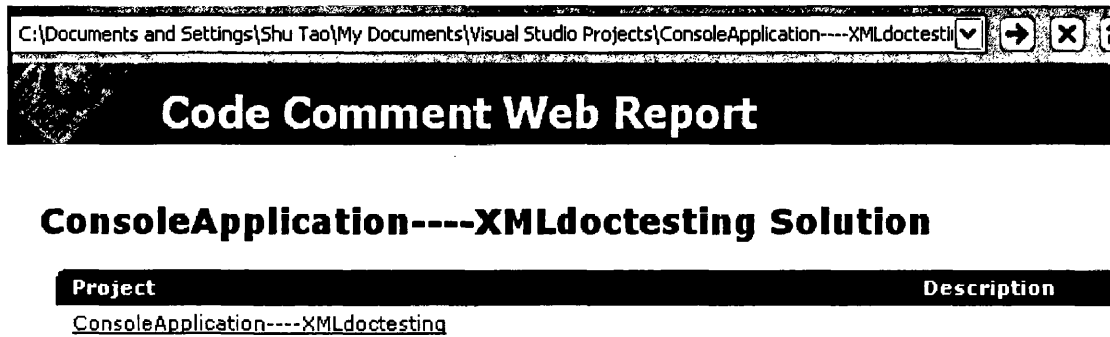 C:\Documents and Settings\Shu Tao\My Documents\Visual Studio Projects\ConsoleApplication----XMLdoctesti
Code Comment Web Report
ConsoleApplication----XMLdoctesting Solution
Project Description
ConsoleApplication----XMLdoctesting